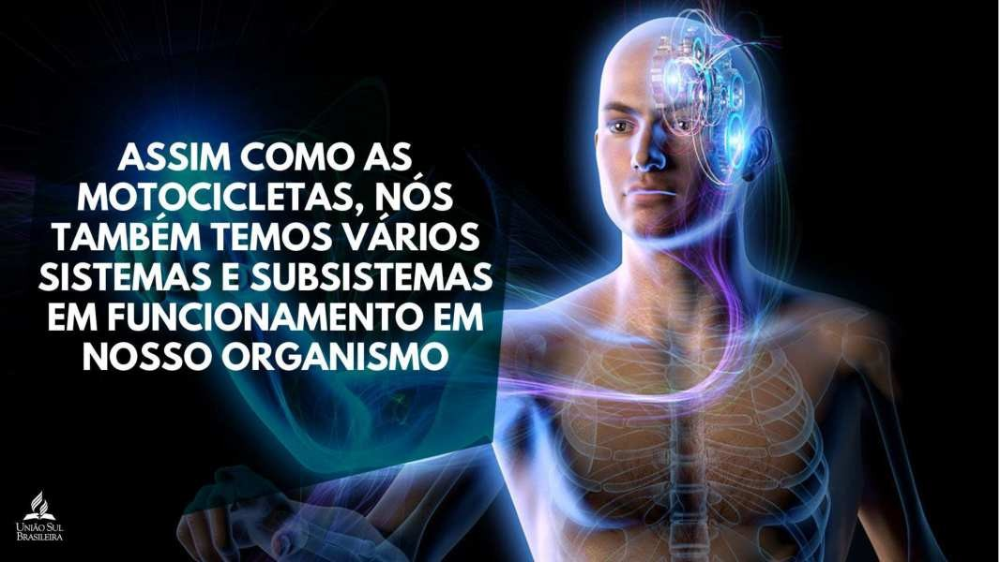 ASSIM COMO AS
MOTOCICLETAS, NÓS
TAMBÉM TEMOS VÁRIOS
SISTEMAS E SUBSISTEMAS
EM FUNCIONAMENTO EM
NOSSO ORGANISMO
UNIÃO SUL
BRASILEIRA